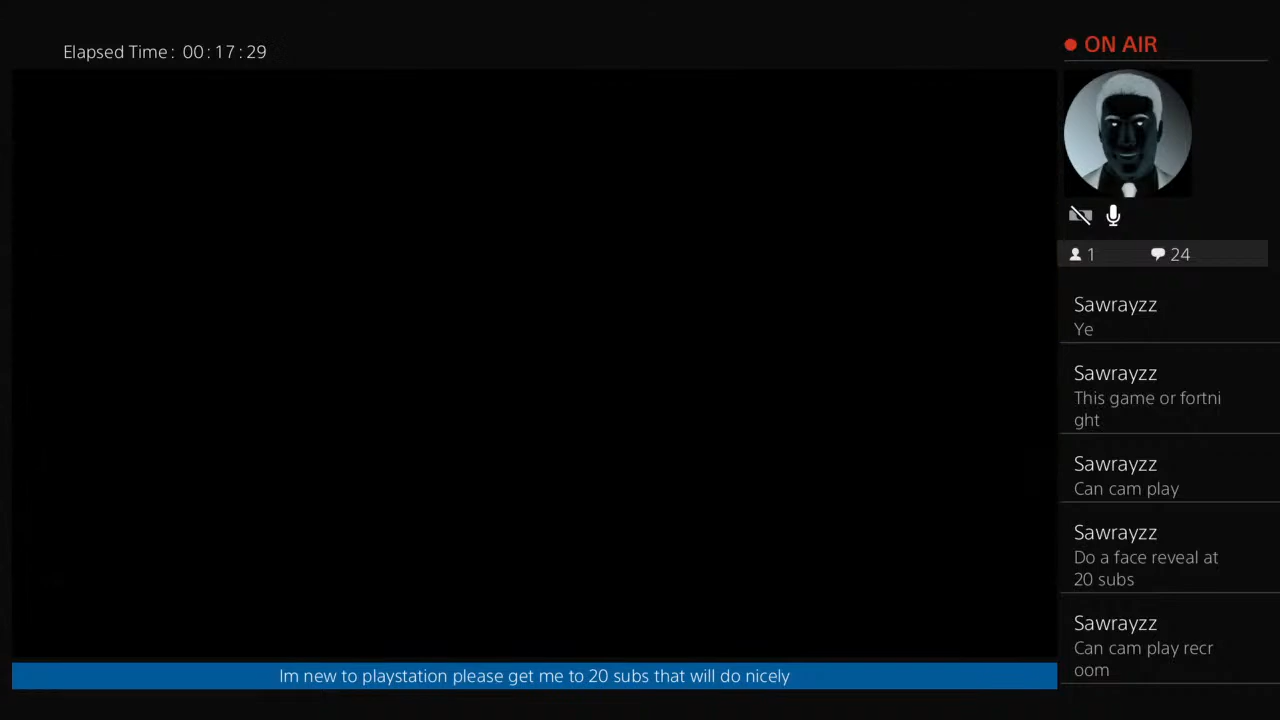 Elapsed Time: 00:17:29
ON AIR
1 24
Sawrayzz
Ye
Sawrayzz
This game or fortni
ght
Sawrayzz
Can cam play
Sawrayzz
Do a face reveal at
20 subs
Sawrayzz
Can cam play recr
oom
Im new to playstation please get me to 20 subs that will do nicely